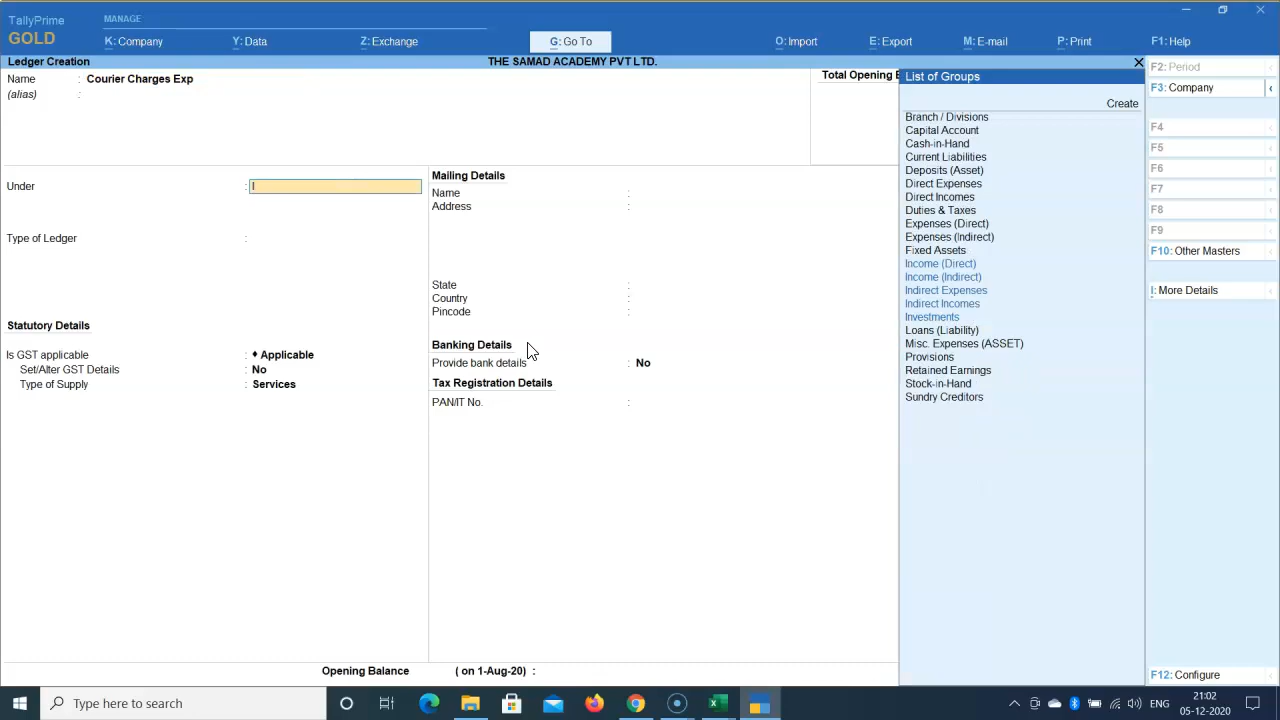 TallyPrime
GOLD
MANAGE
K: Company
Y: Data
Z: Exchange
G: Go To
O: Import
E: Export
M: E-mail
P: Print
F1: Help
Ledger Creation
THE SAMAD ACADEMY PVT LTD.
Name : Courier Charges Exp
(alias) :
Total Opening
Under : I
Type of Ledger :
Statutory Details
Is GST applicable : ♦ Applicable
Set/Alter GST Details : No
Type of Supply : Services
Mailing Details
Name :
Address :
State :
Country :
Pincode :
Banking Details
Provide bank details : No
Tax Registration Details
PAN/IT No. :
Opening Balance ( on 1-Aug-20) :
List of Groups
Create
Branch / Divisions
Capital Account
Cash-in-Hand
Current Liabilities
Deposits (Asset)
Direct Expenses
Direct Incomes
Duties & Taxes
Expenses (Direct)
Expenses (Indirect)
Fixed Assets
Income (Direct)
Income (Indirect)
Indirect Expenses
Indirect Incomes
Investments
Loans (Liability)
Misc. Expenses (ASSET)
Provisions
Retained Earnings
Stock-in-Hand
Sundry Creditors
F2: Period
F3: Company
F4
F5
F6
F7
F8
F9
F10: Other Masters
I: More Details
F12: Configure
Type here to search
ENG
21:02
05-12-2020